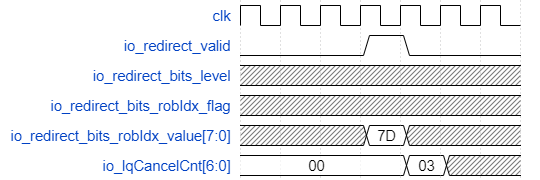 clk
io_redirect_valid
io_redirect_bits_level
io_redirect_bits_robIdx_flag
io_redirect_bits_robIdx_value[7:0] 7D
io_lqCancelCnt[6:0] 00 03